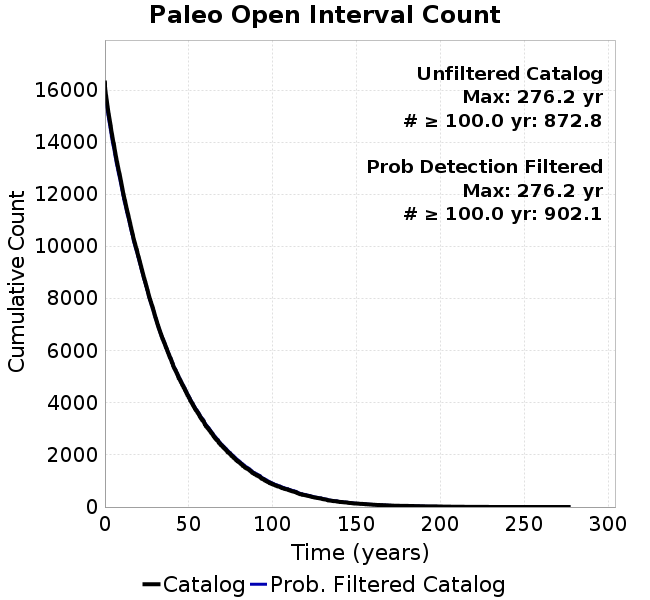 Paleo Open Interval Count
Unfiltered Catalog
Max: 276.2 yr
# ≥ 100.0 yr: 872.8
Prob Detection Filtered
Max: 276.2 yr
# ≥ 100.0 yr: 902.1
Cumulative Count
16000
14000
12000
10000
8000
6000
4000
2000
0
0 50 100 150 200 250 300
Time (years)
Catalog Prob. Filtered Catalog